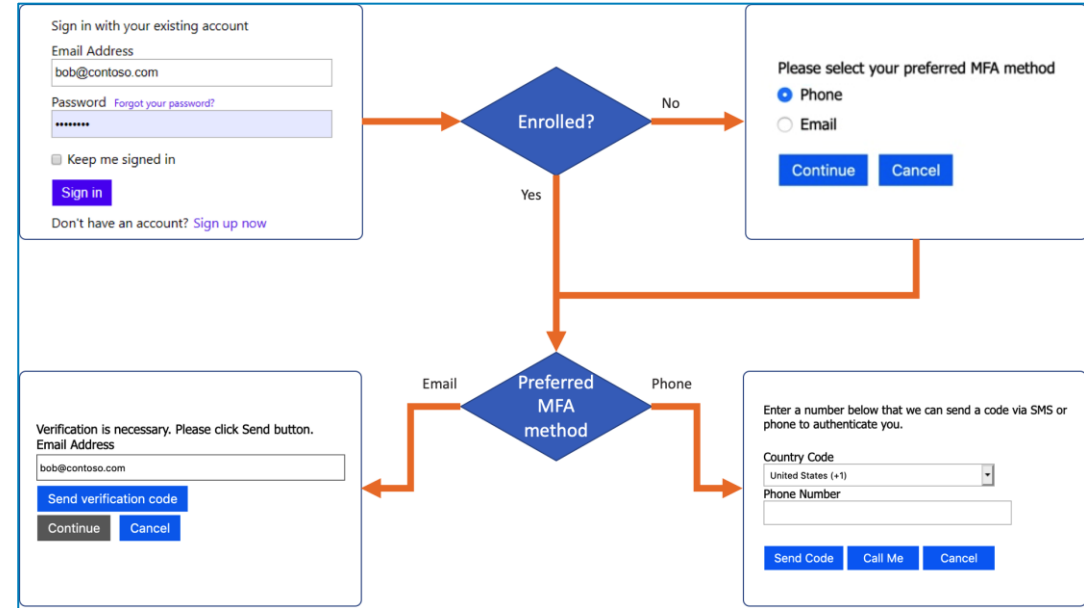 Sign in with your existing account
Email Address
bob@contoso.com
Password Forgot your password?
••••••••
Keep me signed in
Sign in
Don't have an account? Sign up now
Enrolled?
No
Yes
Please select your preferred MFA method
Phone
Email
Continue Cancel
Email
Preferred
MFA
method
Phone
Verification is necessary. Please click Send button.
Email Address
bob@contoso.com
Send verification code
Continue Cancel
Enter a number below that we can send a code via SMS or
phone to authenticate you.
Country Code
United States (+1)
Phone Number
Send Code Call Me Cancel